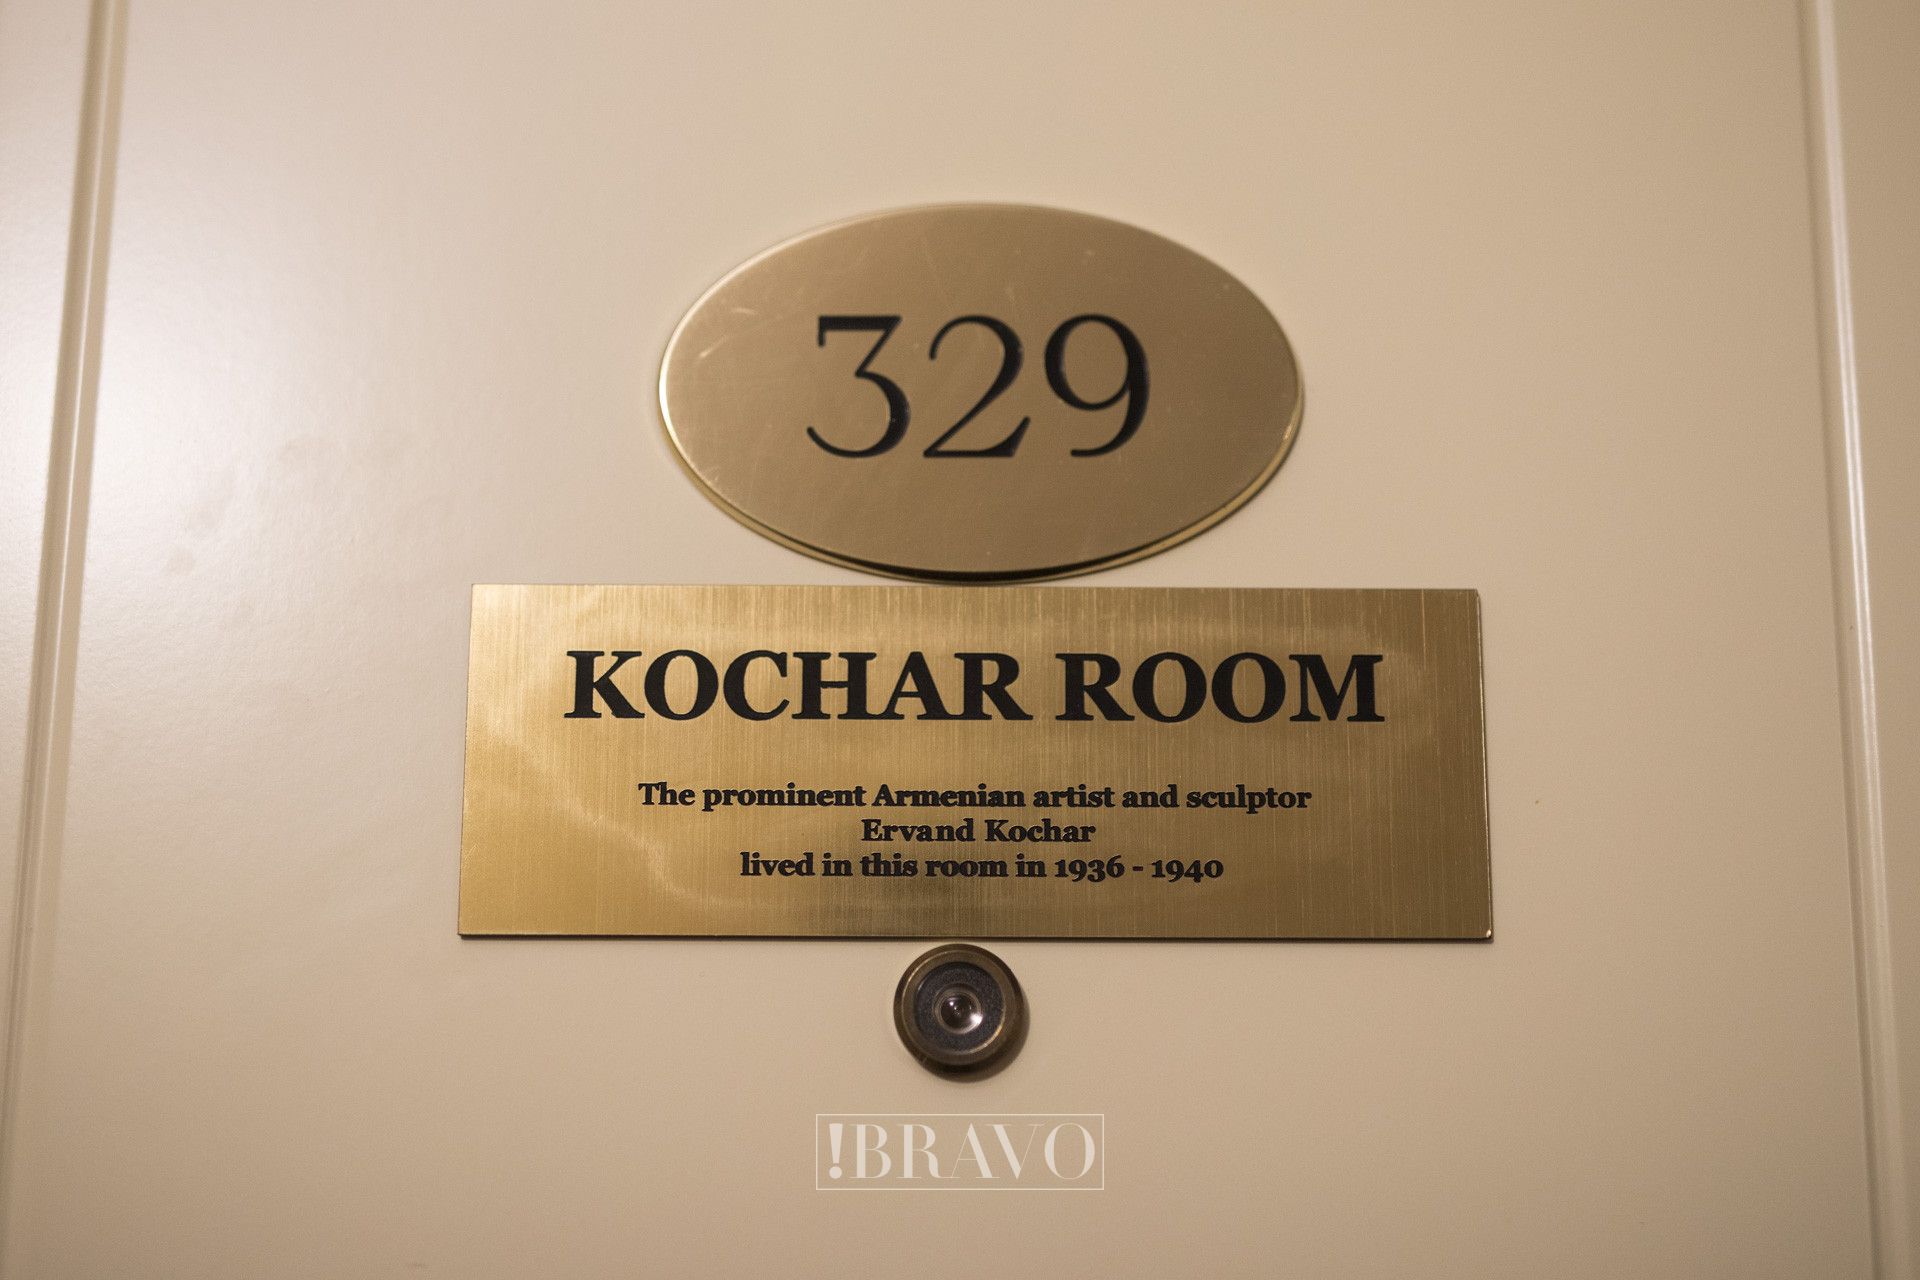 329
KOCHAR ROOM
The prominent Armenian artist and sculptor
Ervand Kochar
lived in this room in 1936 - 1940
!BRAVO